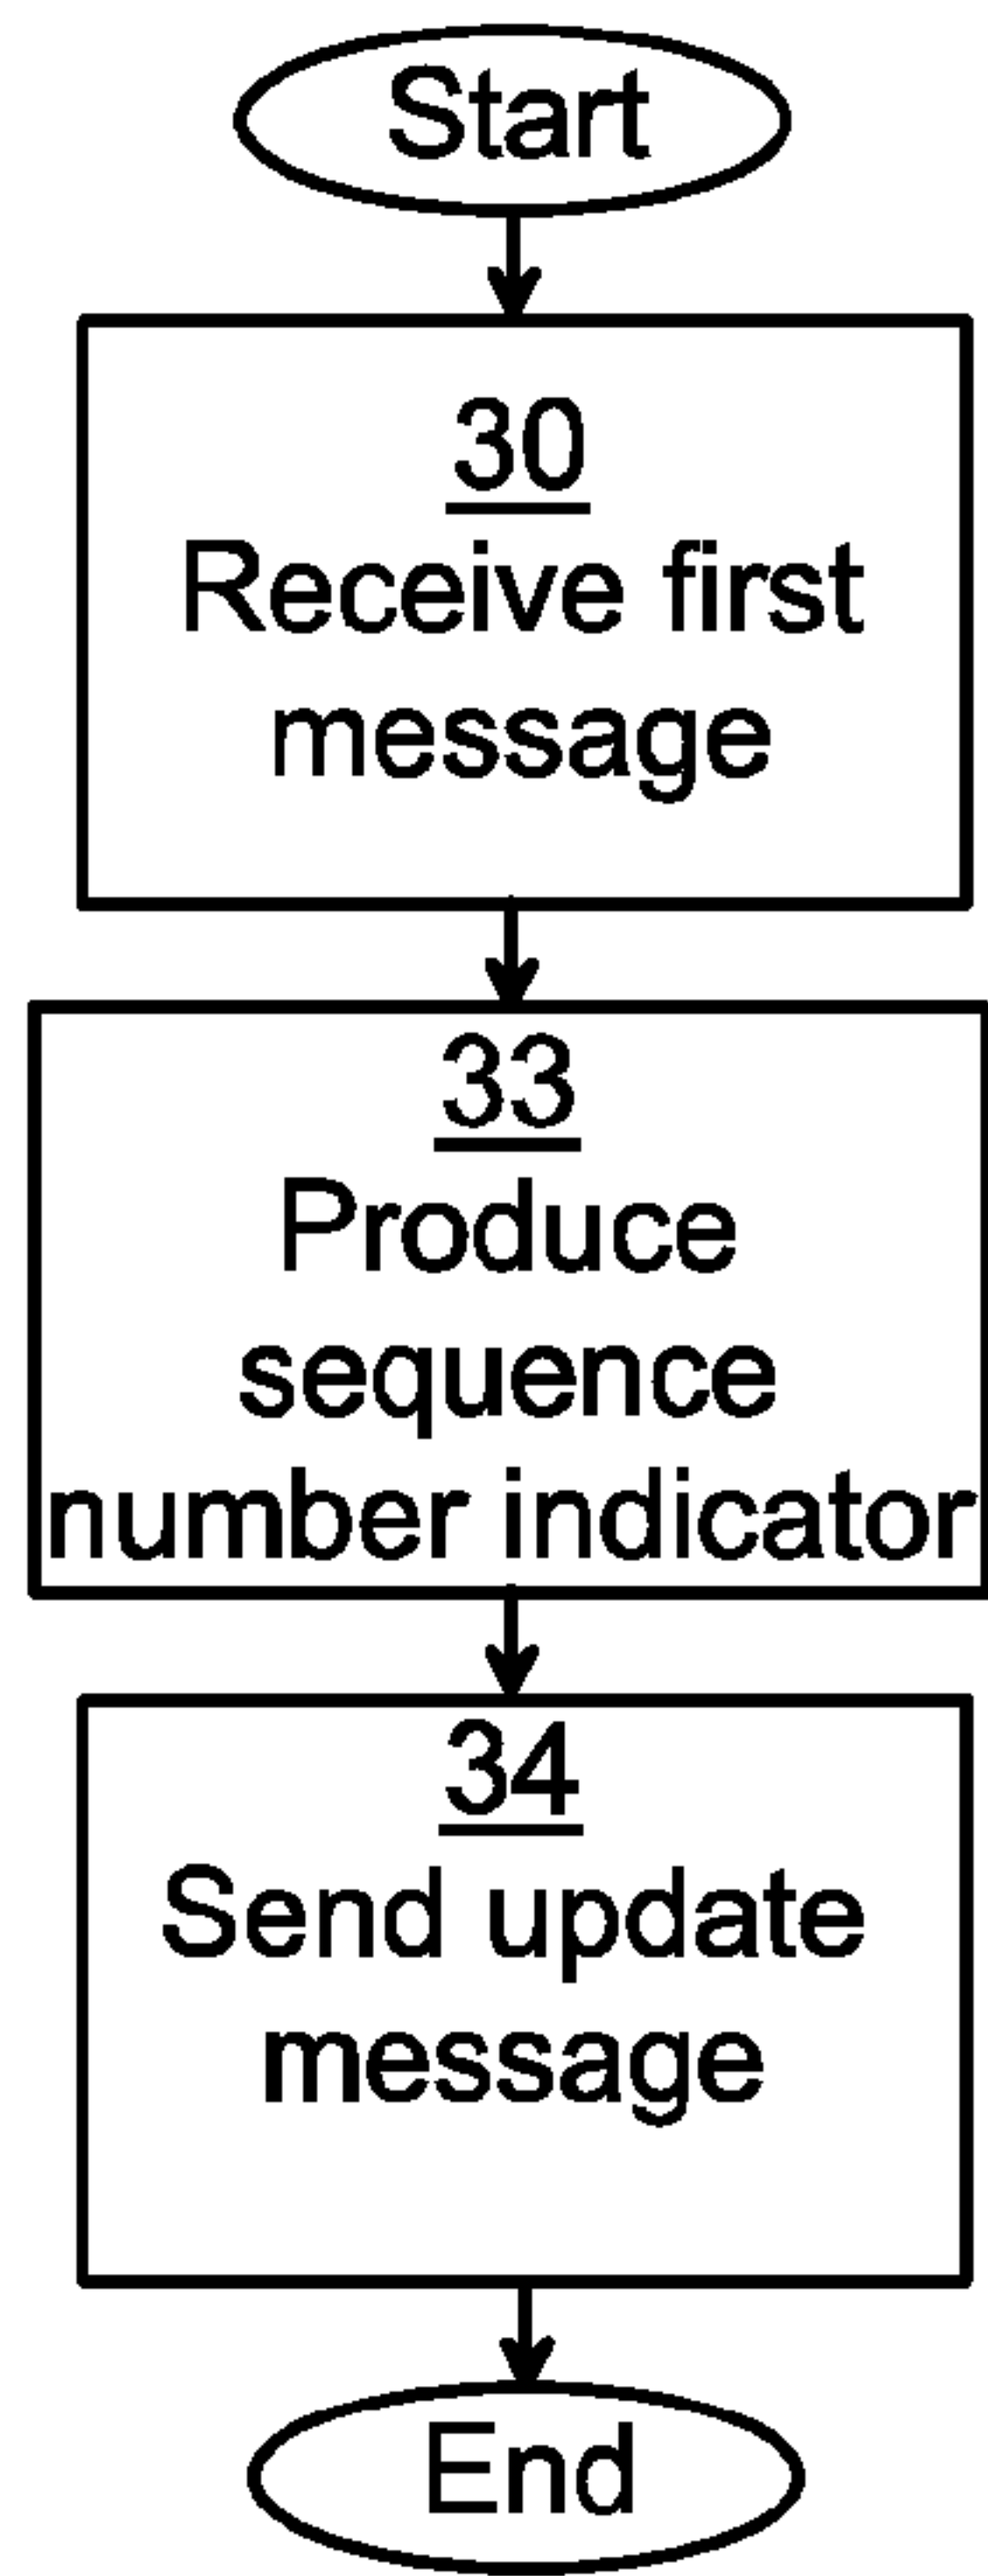 Start
30
Receive first
message
33
Produce
sequence
number indicator
34
Send update
message
End